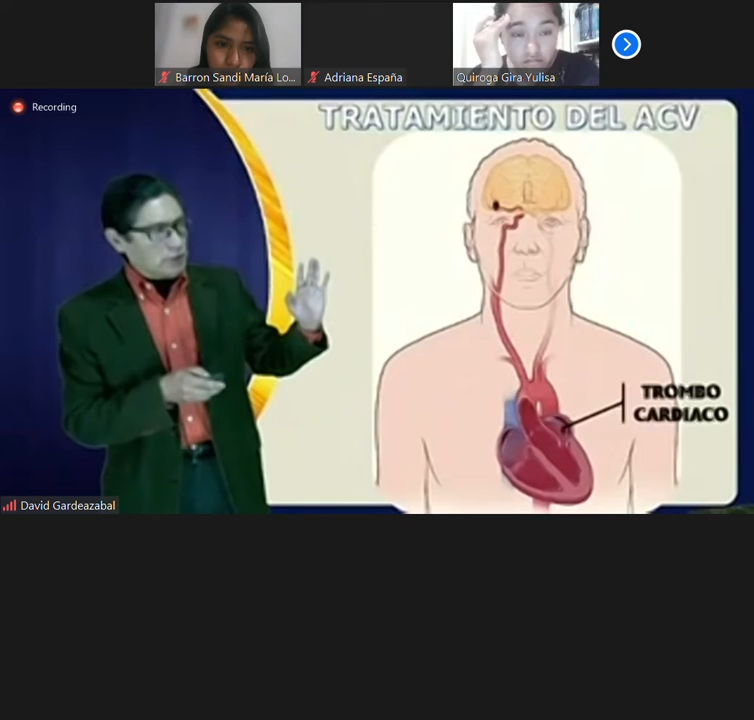 Barron Sandi María Lo...
Adriana España
Quiroga Gira Yulisa
Recording
TRATAMIENTO DEL ACV
TROMBO
CARDIACO
David Gardeazabal